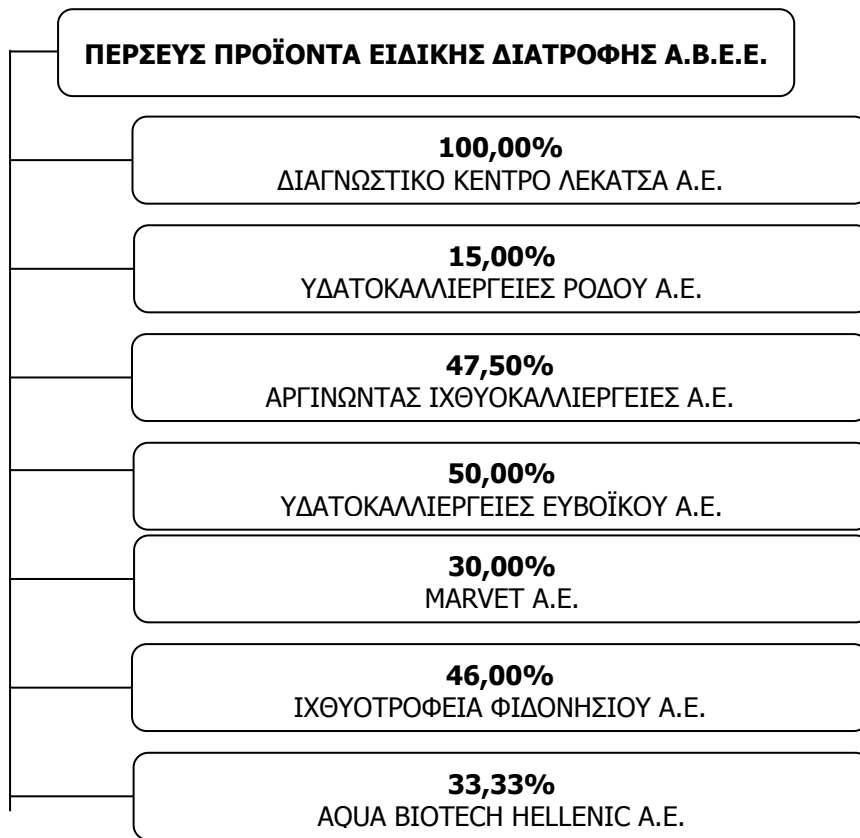 ΠΕΡΣΕΥΣ ΠΡΟΪΟΝΤΑ ΕΙΔΙΚΗΣ ΔΙΑΤΡΟΦΗΣ Α.Β.Ε.Ε.
100,00%
ΔΙΑΓΝΩΣΤΙΚΟ ΚΕΝΤΡΟ ΛΕΚΑΤΣΑ Α.Ε.
15,00%
ΥΔΑΤΟΚΑΛΛΙΕΡΓΕΙΕΣ ΡΟΔΟΥ Α.Ε.
47,50%
ΑΡΓΙΝΩΝΤΑΣ ΙΧΘΥΟΚΑΛΛΙΕΡΓΕΙΕΣ Α.Ε.
50,00%
ΥΔΑΤΟΚΑΛΛΙΕΡΓΕΙΕΣ ΕΥΒΟΪΚΟΥ Α.Ε.
30,00%
MARVET Α.Ε.
46,00%
ΙΧΘΥΟΤΡΟΦΕΙΑ ΦΙΔΟΝΗΣΙΟΥ Α.Ε.
33,33%
AQUA BIOTECH HELLENIC Α.Ε.